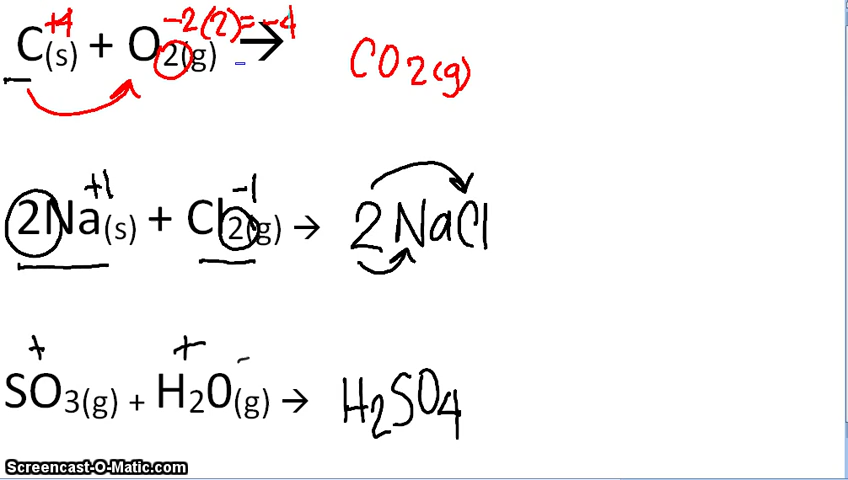 +4 -2(2)=-4
C(s) + O2(g) → CO2(g)
+1 -1
2Na(s) + Cl2(g) → 2NaCl
+ + -
SO3(g) + H2O(g) → H2SO4
Screencast-O-Matic.com